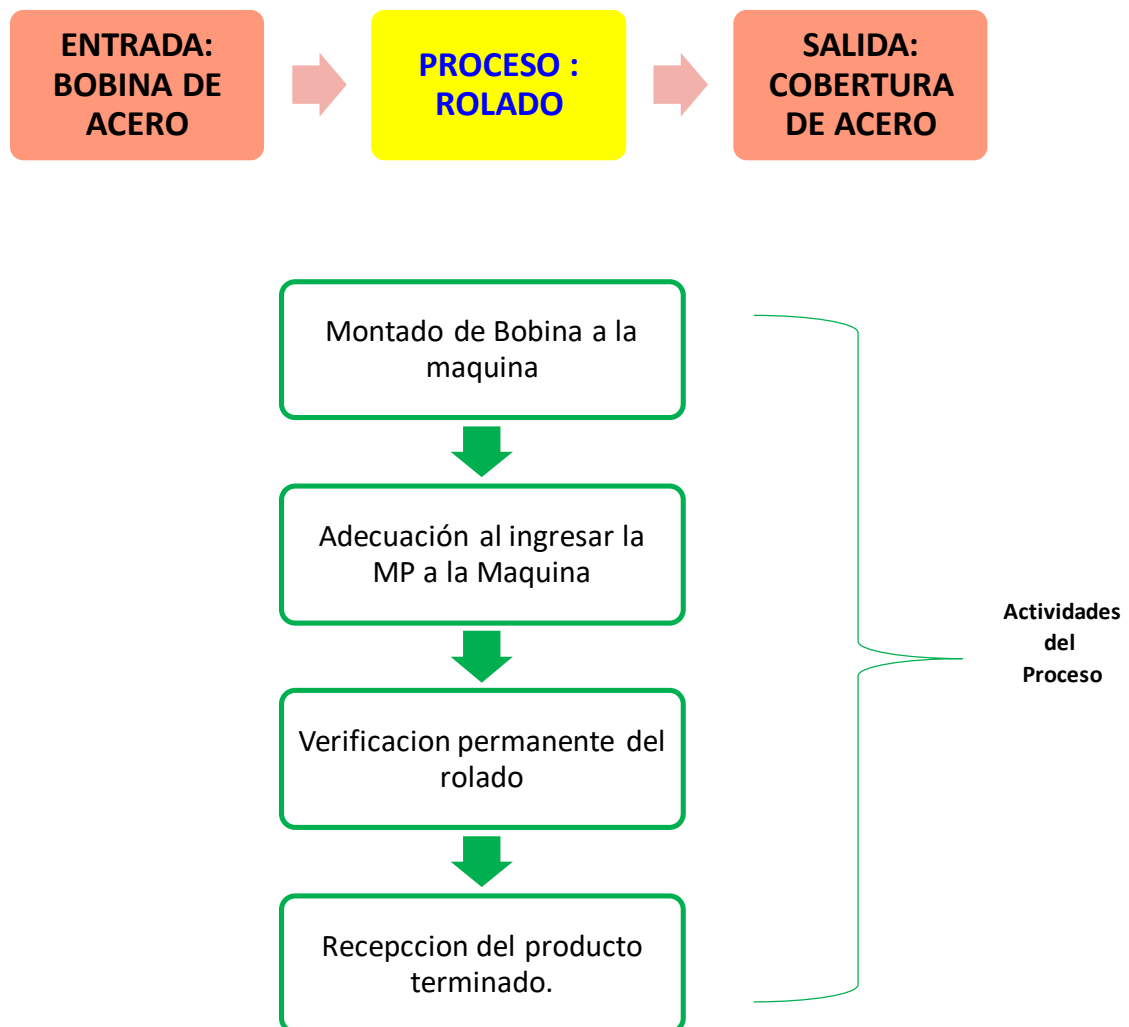 ENTRADA:
BOBINA DE
ACERO
PROCESO :
ROLADO
SALIDA:
COBERTURA
DE ACERO
Montado de Bobina a la
maquina
Adecuación al ingresar la
MP a la Maquina
Verificacion permanente del
rolado
Recepccion del producto
terminado.
Actividades
del
Proceso